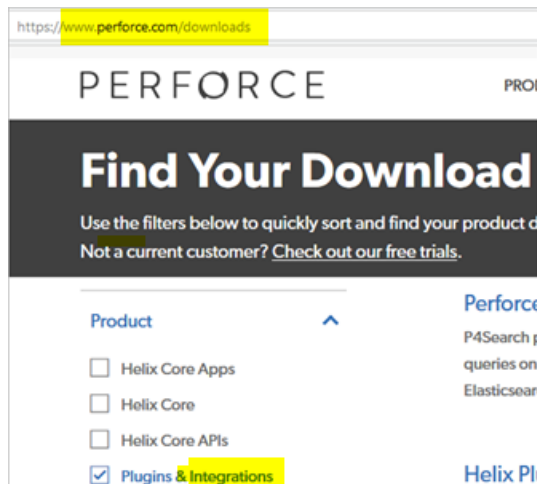 https://www.perforce.com/downloads
PERFORCE
Find Your Download
Use the filters below to quickly sort and find your product
Not a current customer? Check out our free trials.
Product
Helix Core Apps
Helix Core
Helix Core APIs
Plugins & Integrations
Perforce
P4Search
queries on
Helix